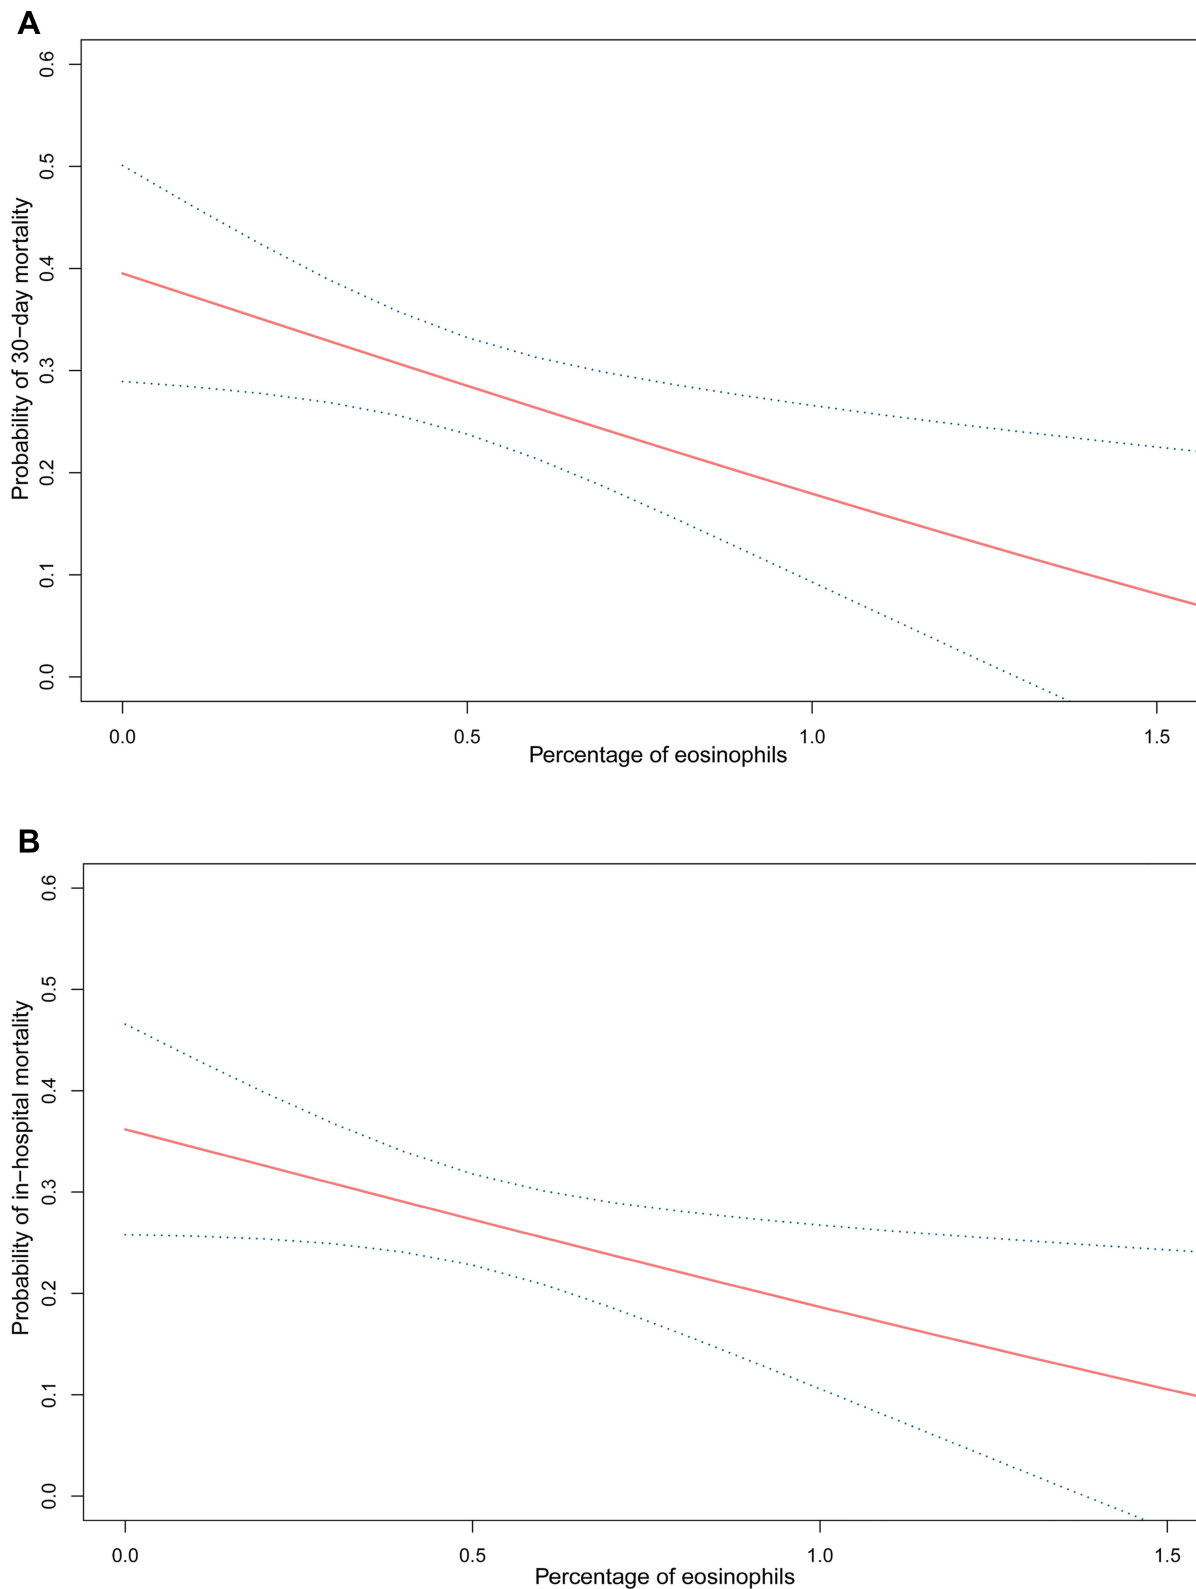 A
Probability of 30−day mortality
0.6
0.5
0.4
0.3
0.2
0.1
0.0
0.0 0.5 1.0 1.5
Percentage of eosinophils
B
Probability of in−hospital mortality
0.6
0.5
0.4
0.3
0.2
0.1
0.0
0.0 0.5 1.0 1.5
Percentage of eosinophils